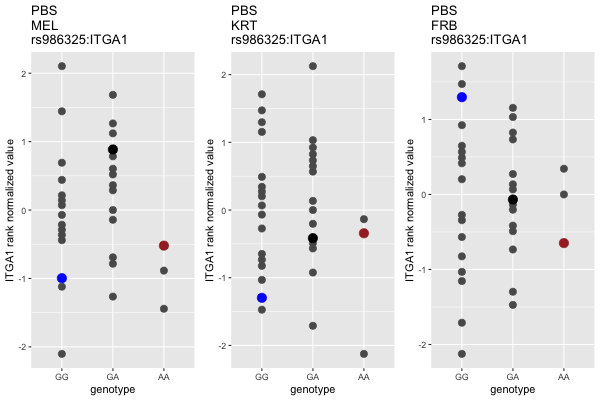 PBS
MEL
rs986325:ITGA1
ITGA1 rank normalized value
2
1
0
-1
-2
GG
GA
AA
genotype
PBS
KRT
rs986325:ITGA1
ITGA1 rank normalized value
2
1
0
-1
-2
GG
GA
AA
genotype
PBS
FRB
rs986325:ITGA1
ITGA1 rank normalized value
1
0
-1
-2
GG
GA
AA
genotype